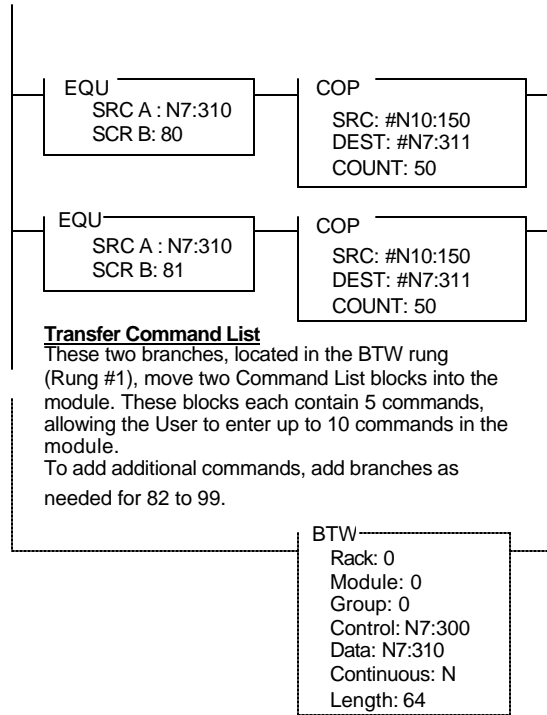 EQU
SRC A : N7:310
SCR B: 80
COP
SRC: #N10:150
DEST: #N7:311
COUNT: 50
EQU
SRC A : N7:310
SCR B: 81
COP
SRC: #N10:150
DEST: #N7:311
COUNT: 50
Transfer Command List
These two branches, located in the BTW rung
(Rung #1), move two Command List blocks into the
module. These blocks each contain 5 commands,
allowing the User to enter up to 10 commands in the
module.
To add additional commands, add branches as
needed for 82 to 99.
BTW
Rack: 0
Module: 0
Group: 0
Control: N7:300
Data: N7:310
Continuous: N
Length: 64